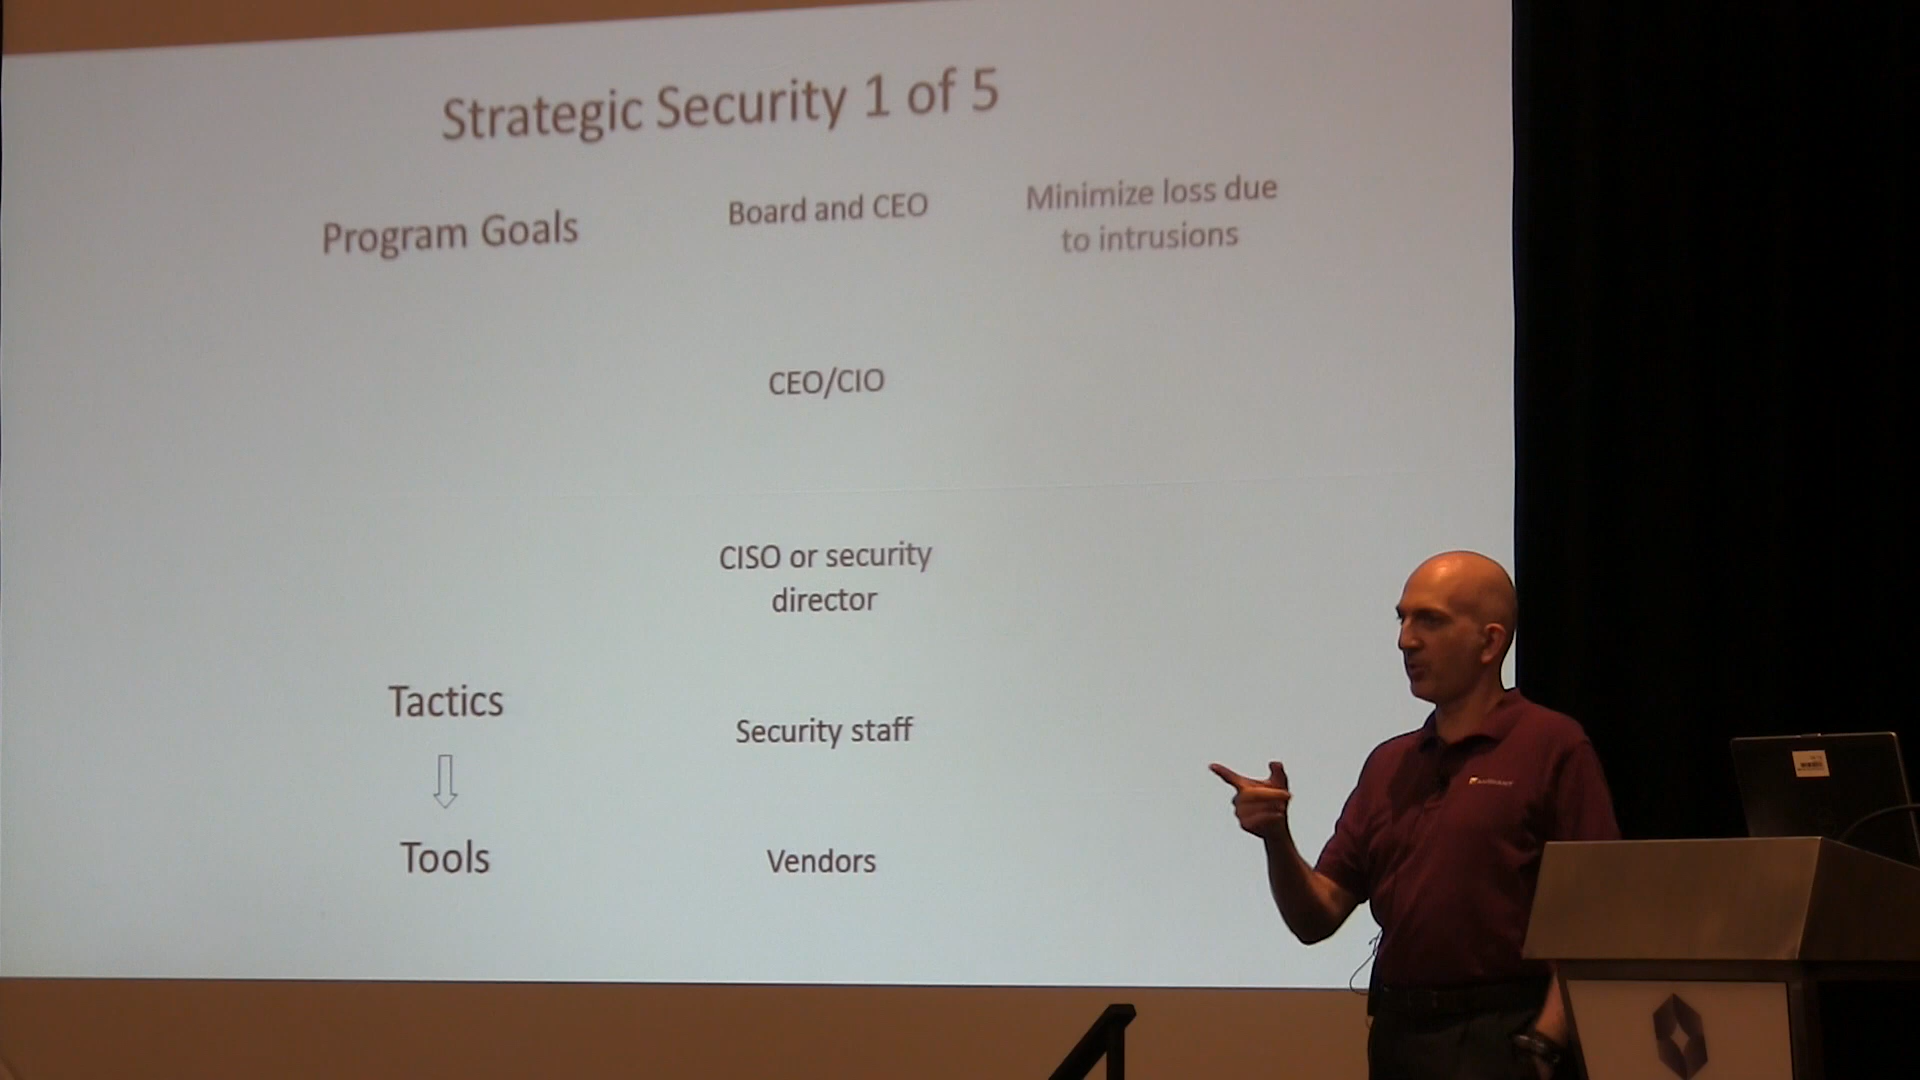 Strategic Security 1 of 5
Program Goals
Board and CEO
Minimize loss due
to intrusions
CEO/CIO
CISO or security
director
Tactics
Security staff
Tools
Vendors